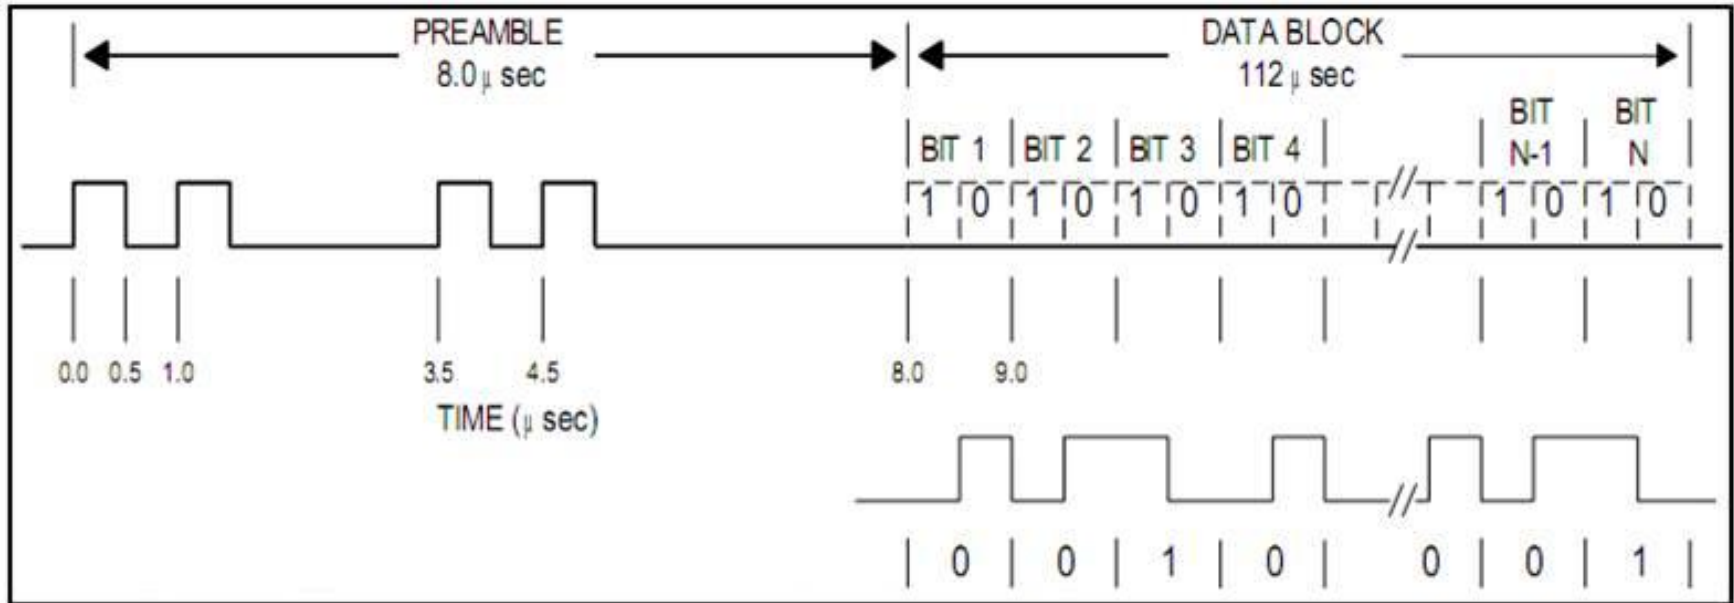 PREAMBLE
8.0 μ sec
DATA BLOCK
112 μ sec
BIT 1 BIT 2 BIT 3 BIT 4 BIT N-1 BIT N
1 0 1 0 1 0 1 0 1 0 1 0
0.0 0.5 1.0 3.5 4.5 8.0 9.0
TIME (μ sec)
0 0 1 0 0 0 1